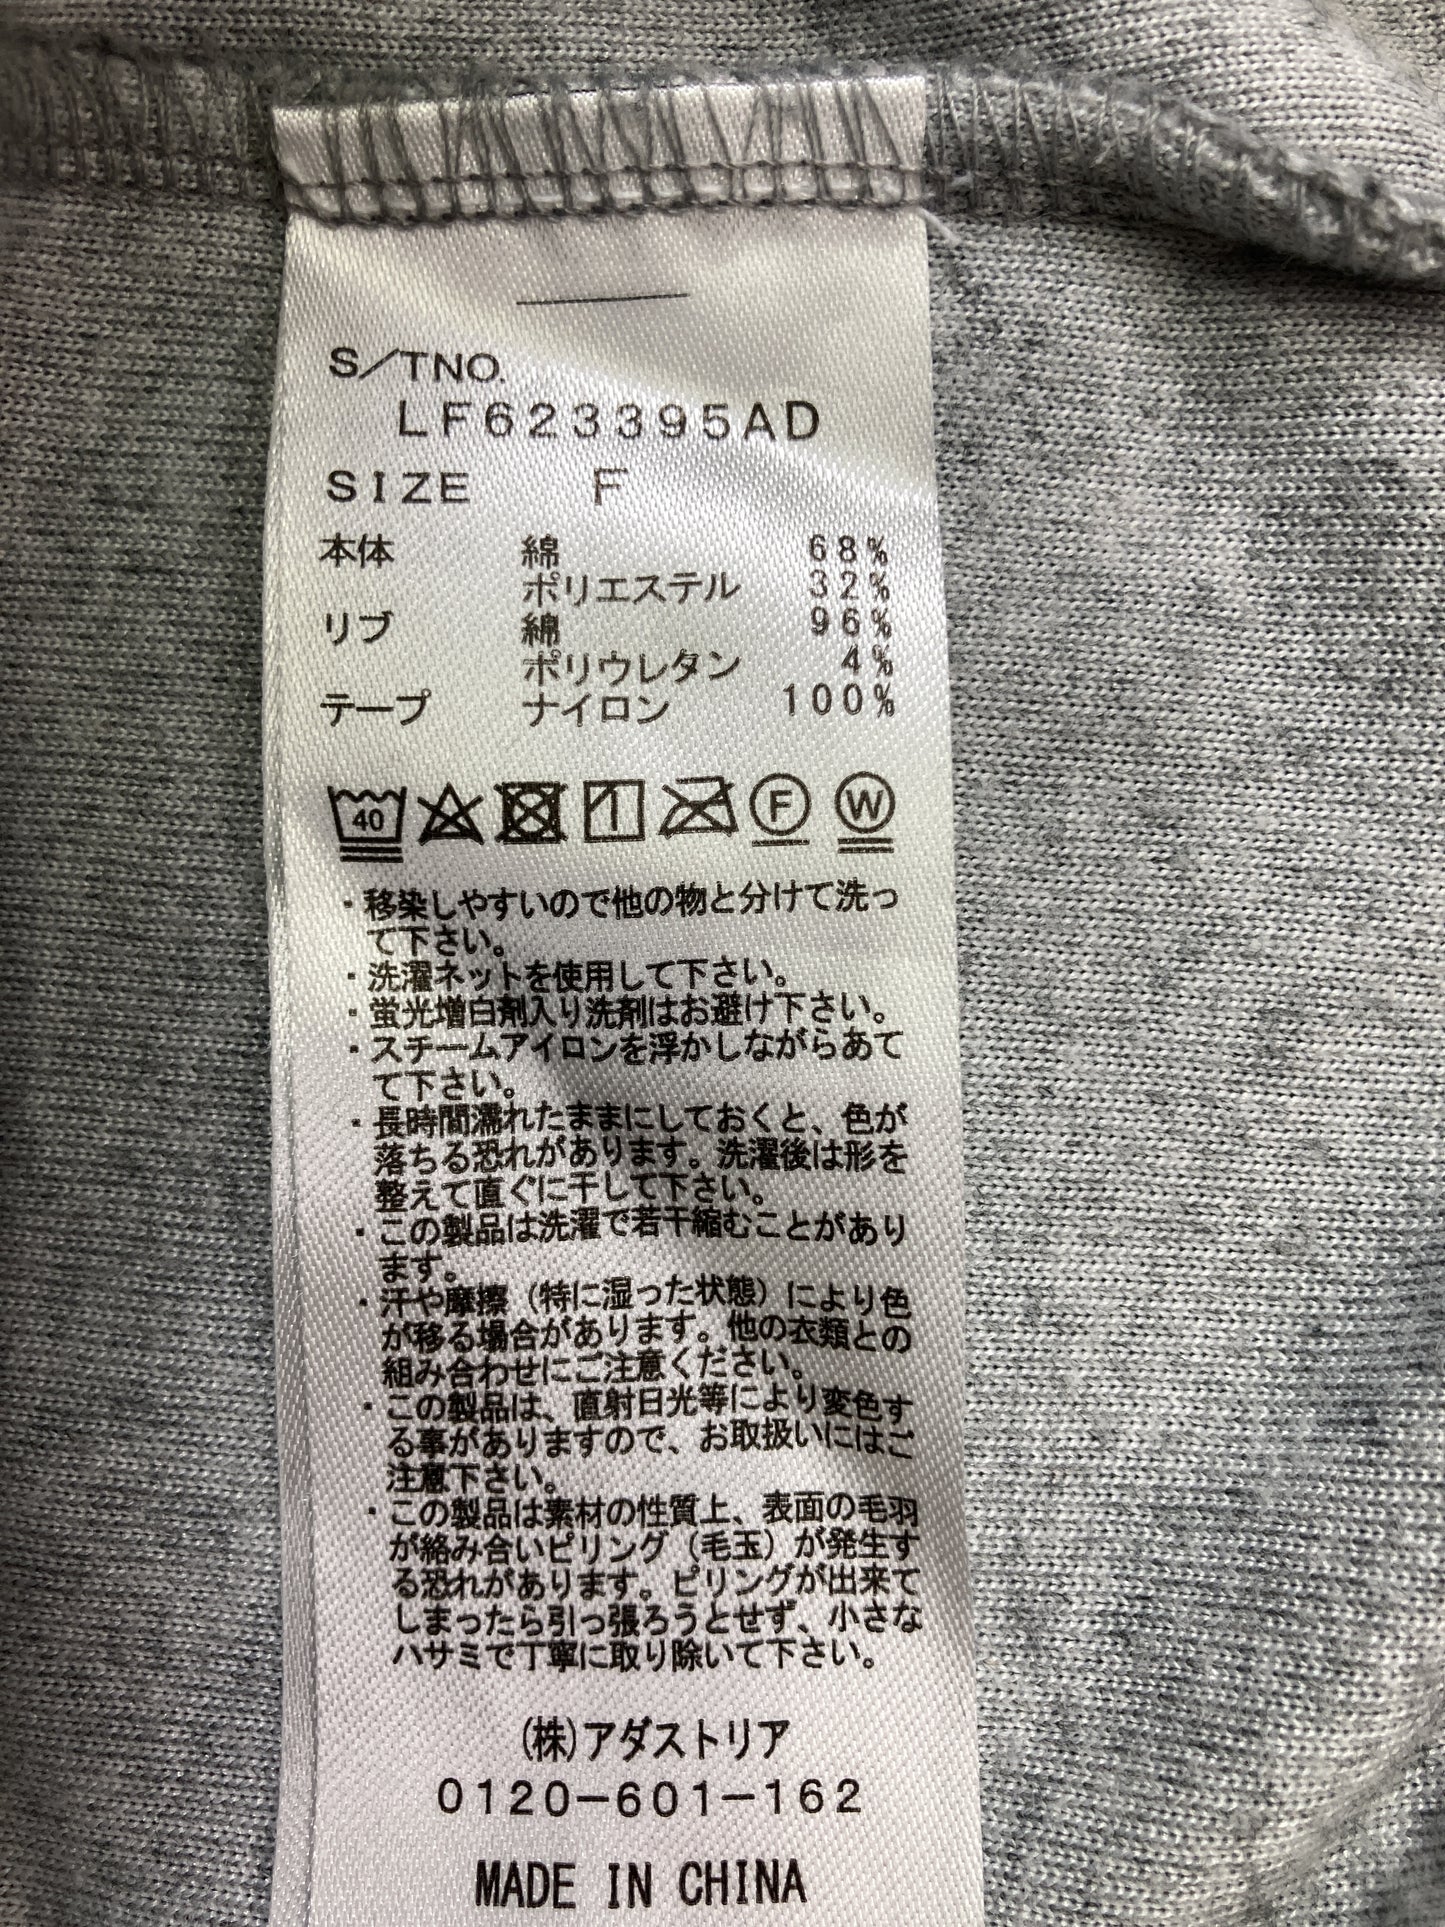 S/TNO.
LF623395AD
SIZE F
本体 綿 68%
ポリエステル 32%
リブ 綿 96%
ポリウレタン 4%
テープ ナイロン 100%
40 1 F W
・移染しやすいので他の物と分けて洗っ
て下さい。
・洗濯ネットを使用して下さい。
・蛍光増白剤入り洗剤はお避け下さい。
・スチームアイロンを浮かしながらあて
て下さい。
・長時間濡れたままにしておくと、色が
落ちる恐れがあります。洗濯後は形を
整えて直ぐに干して下さい。
・この製品は洗濯で若干縮むことがあり
ます。
・汗や摩擦（特に湿った状態）により色
が移る場合があります。他の衣類との
組み合わせにご注意ください。
・この製品は、直射日光等により変色す
る事がありますので、お取扱いにはご
注意下さい。
・この製品は素材の性質上、表面の毛羽
が絡み合いピリング（毛玉）が発生す
る恐れがあります。ピリングが出来て
しまったら引っ張ろうとせず、小さな
ハサミで丁寧に取り除いて下さい。
(株)アダストリア
0120-601-162
MADE IN CHINA